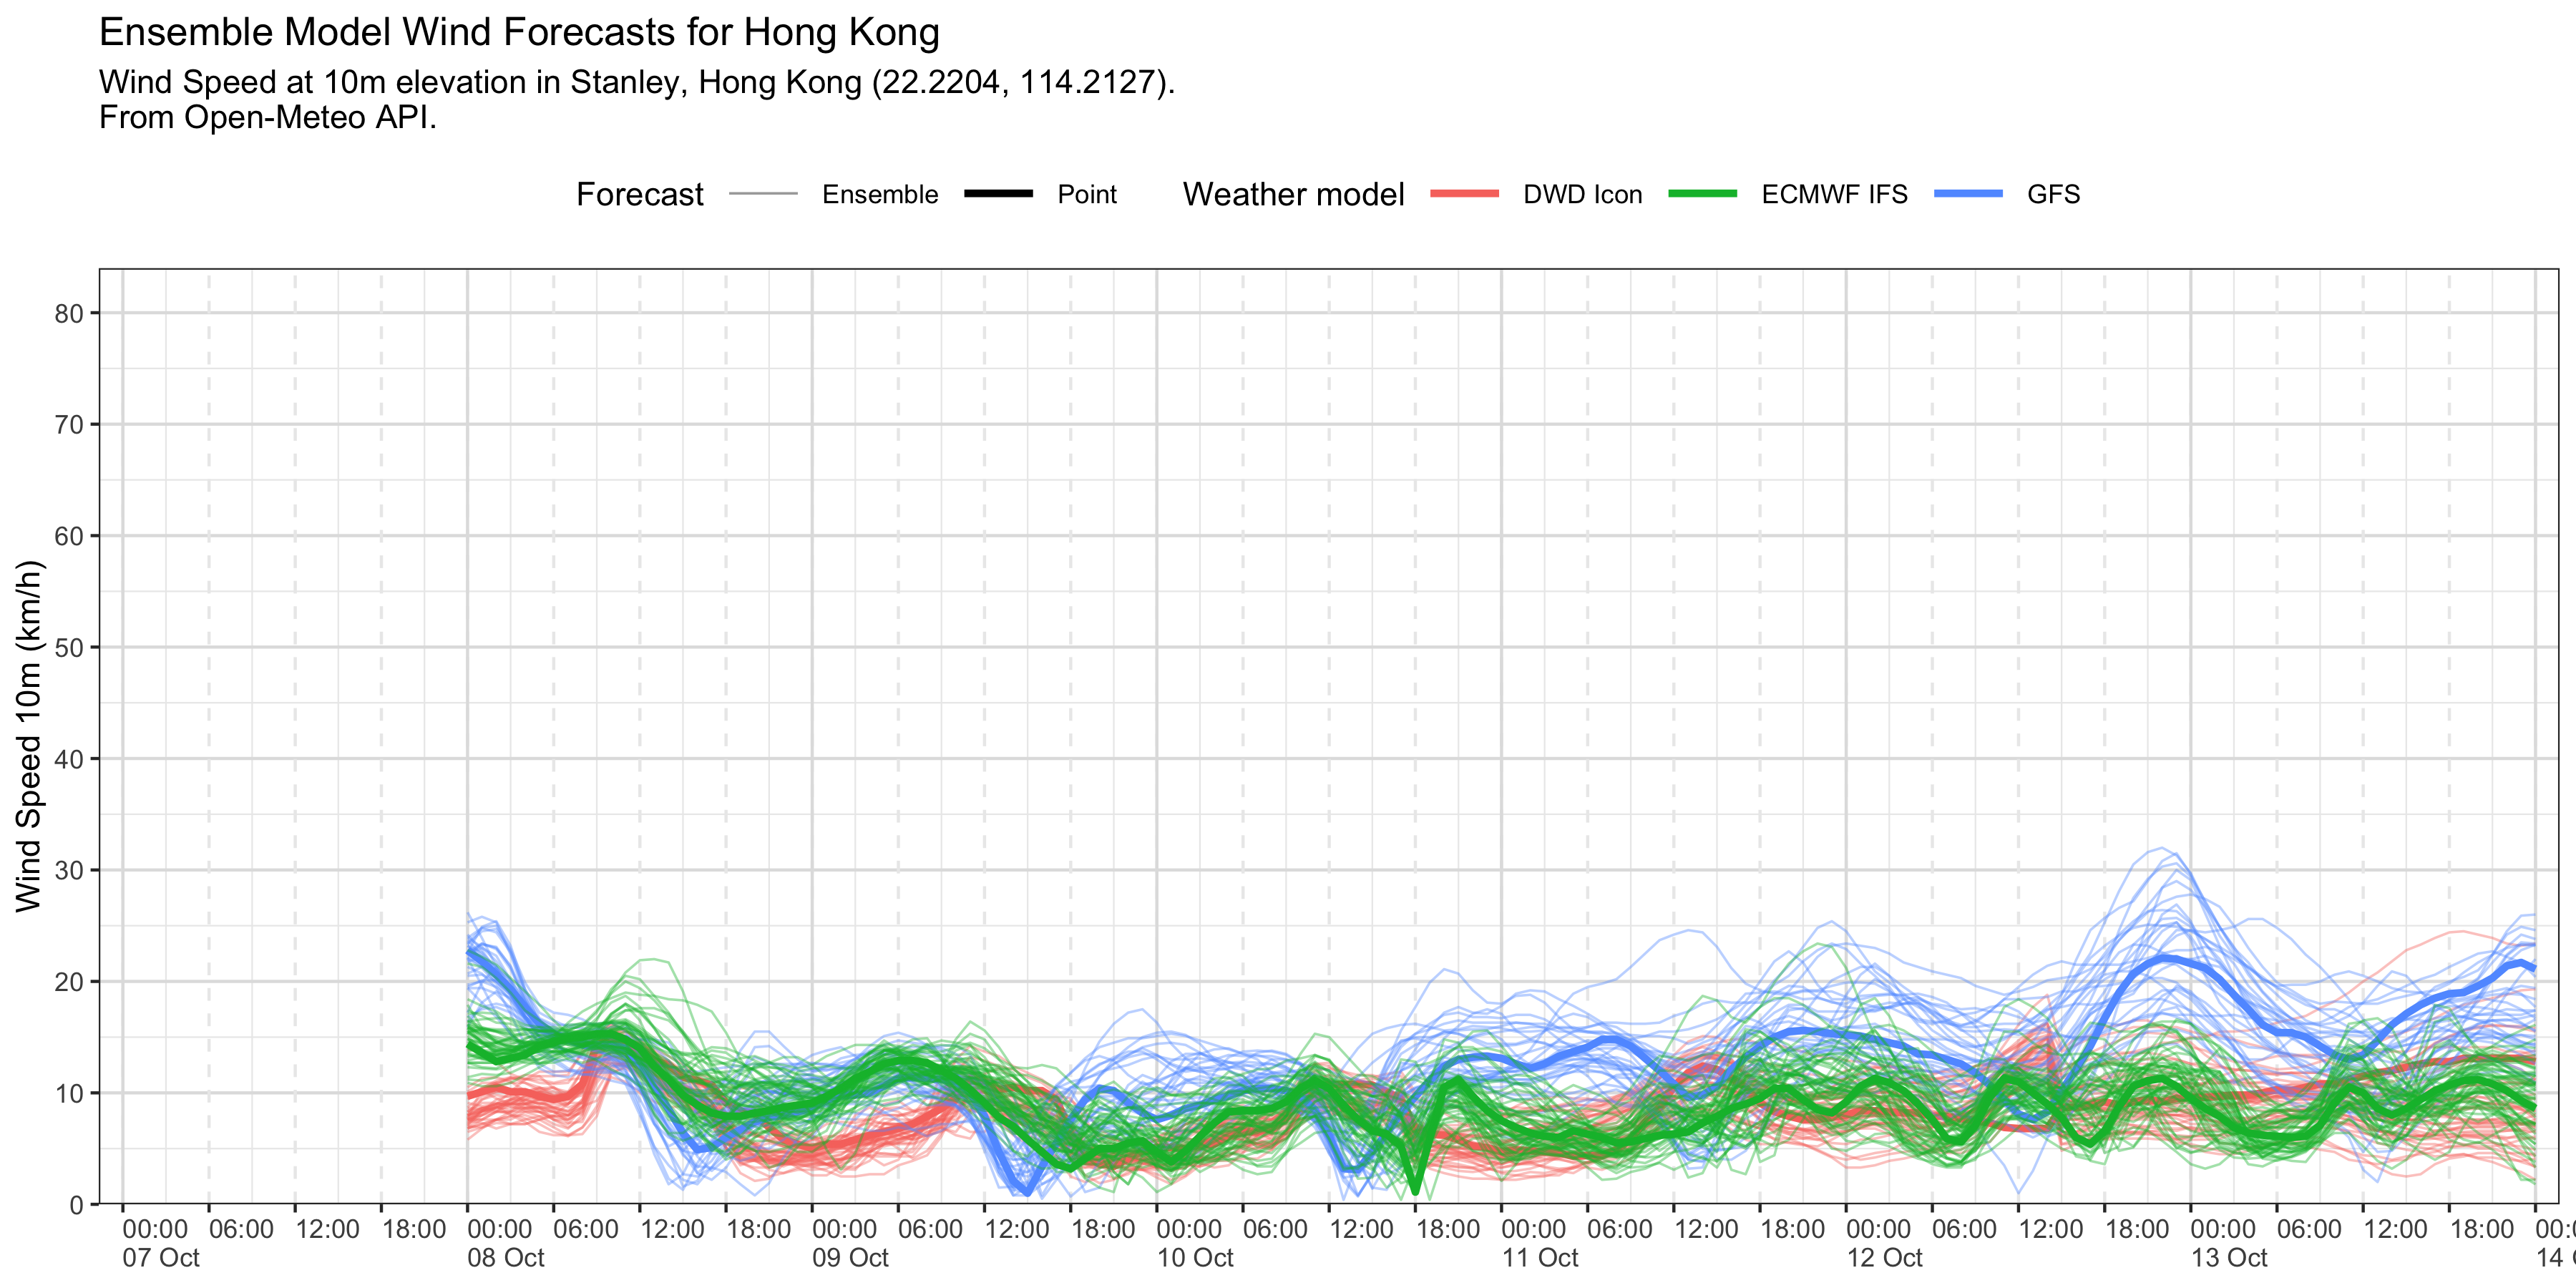 Ensemble Model Wind Forecasts for Hong Kong
Wind Speed at 10m elevation in Stanley, Hong Kong (22.2204, 114.2127).
From Open-Meteo API.
Forecast Ensemble Point Weather model DWD Icon ECMWF IFS GFS
Wind Speed 10m (km/h)
80
70
60
50
40
30
20
10
0
00:00 06:00 12:00 18:00 00:00 06:00 12:00 18:00 00:00 06:00 12:00 18:00 00:00 06:00 12:00 18:00 00:00 06:00 12:00 18:00 00:00 06:00 12:00 18:00 00:00 06:00 12:00 18:00 00:
07 Oct 08 Oct 09 Oct 10 Oct 11 Oct 12 Oct 13 Oct 14